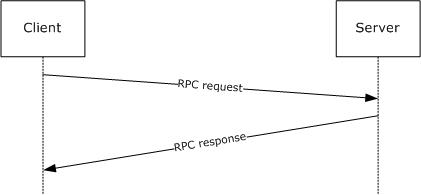 Client
Server
RPC request
RPC response